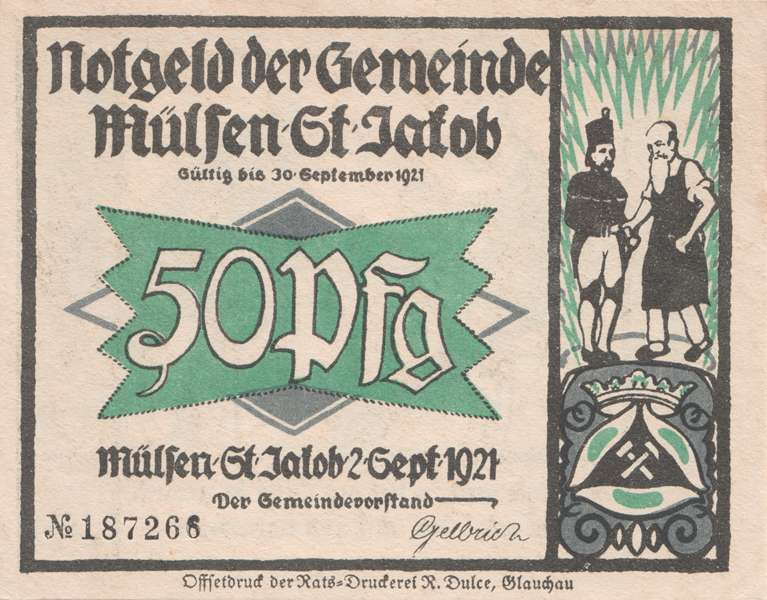 Notgeld der Gemeinde
Mülsen·St·Jakob
Gültig bis 30·September 1921
50 Pfg
Mülsen·St·Jakob·2·Sept·1921
Der Gemeindevorstand
№ 187266
Gelbrich
Offsetdruck der Rats=Druckerei R. Dulce, Glauchau